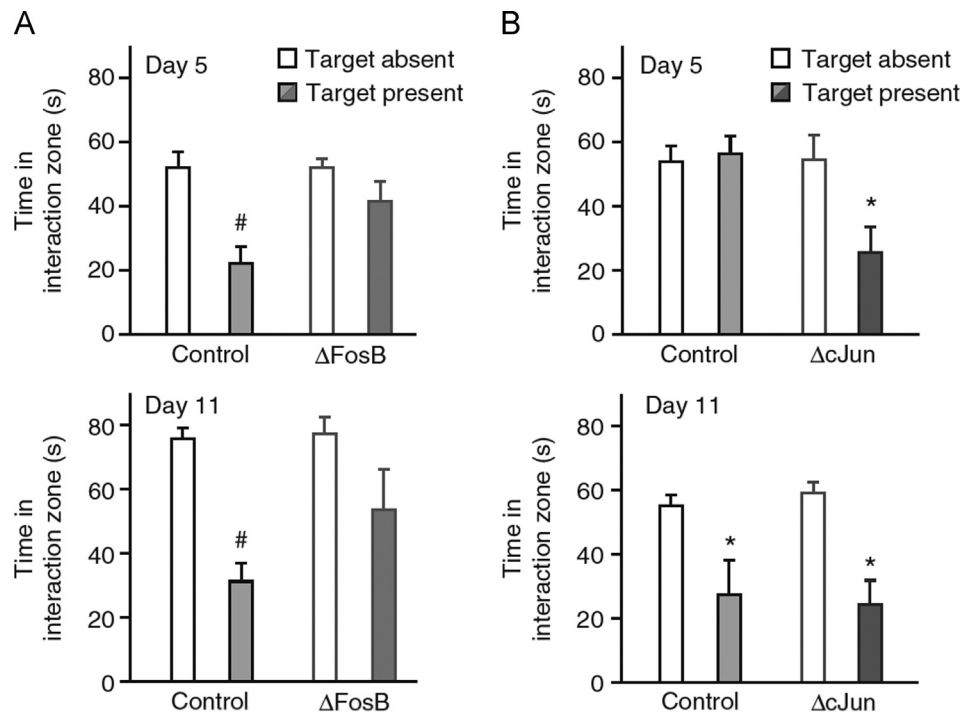 A
Day 5
Target absent
Target present
Time in
interaction zone (s)
80
60
40
20
0
#
Control
ΔFosB
Day 11
Time in
interaction zone (s)
80
60
40
20
0
#
Control
ΔFosB
B
Day 5
Target absent
Target present
Time in
interaction zone (s)
80
60
40
20
0
*
Control
ΔcJun
Day 11
Time in
interaction zone (s)
80
60
40
20
0
*
*
Control
ΔcJun